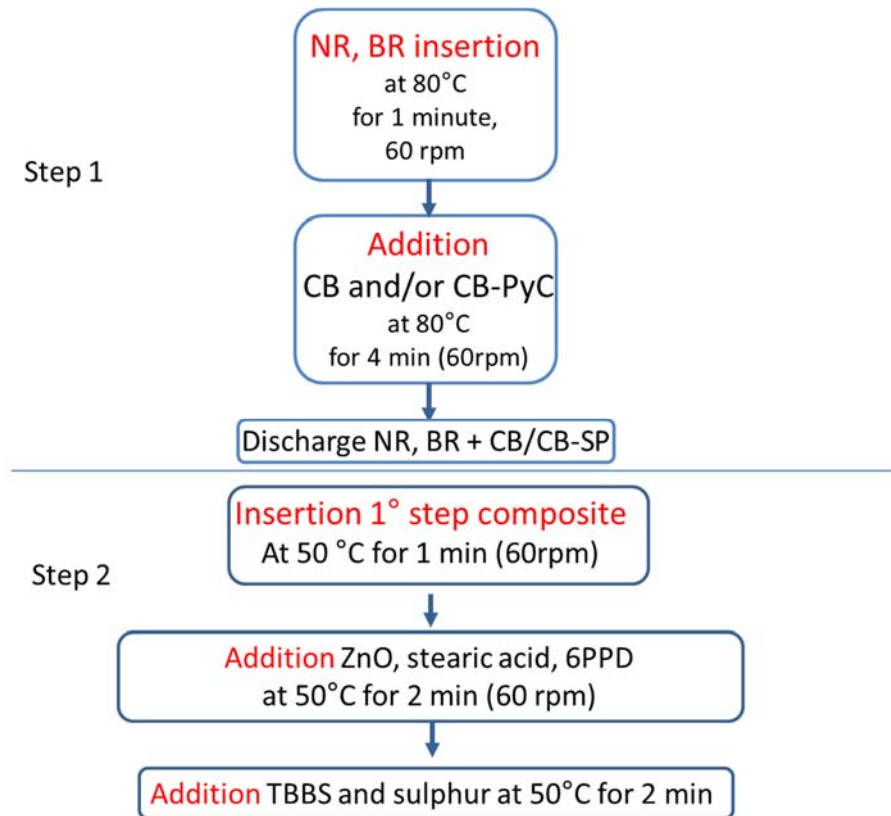 NR, BR insertion
at 80°C
for 1 minute,
60 rpm
Step 1
Addition
CB and/or CB-PyC
at 80°C
for 4 min (60rpm)
Discharge NR, BR + CB/CB-SP
Insertion 1° step composite
At 50 °C for 1 min (60rpm)
Step 2
Addition ZnO, stearic acid, 6PPD
at 50°C for 2 min (60 rpm)
Addition TBBS and sulphur at 50°C for 2 min